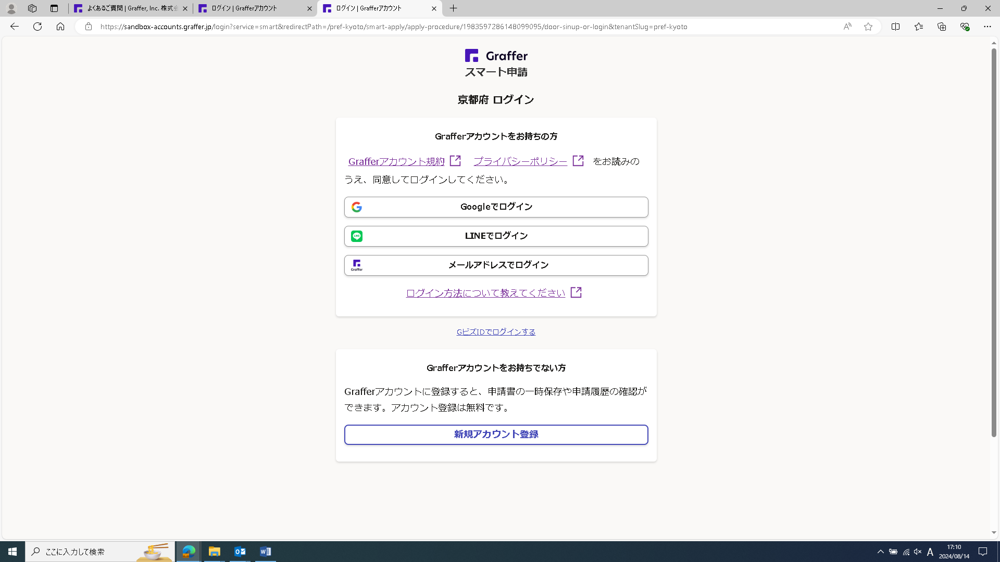 よくあるご質問 | Graffer, Inc. 株式会
ログイン | Grafferアカウント
ログイン | Grafferアカウント
https://sandbox-accounts.graffer.jp/login?service=smart&redirectPath=/pref-kyoto/smart-apply/apply-procedure/1983597286148099095/door-sinup-or-login&tenantSlug=pref-kyoto
Graffer
スマート申請
京都府 ログイン
Grafferアカウントをお持ちの方
Grafferアカウント規約 プライバシーポリシー をお読みの
うえ、同意してログインしてください。
Googleでログイン
LINE
LINEでログイン
Graffer
メールアドレスでログイン
ログイン方法について教えてください
GビズIDでログインする
Grafferアカウントをお持ちでない方
Grafferアカウントに登録すると、申請書の一時保存や申請履歴の確認が
できます。アカウント登録は無料です。
新規アカウント登録
ここに入力して検索
A
17:10
2024/08/14